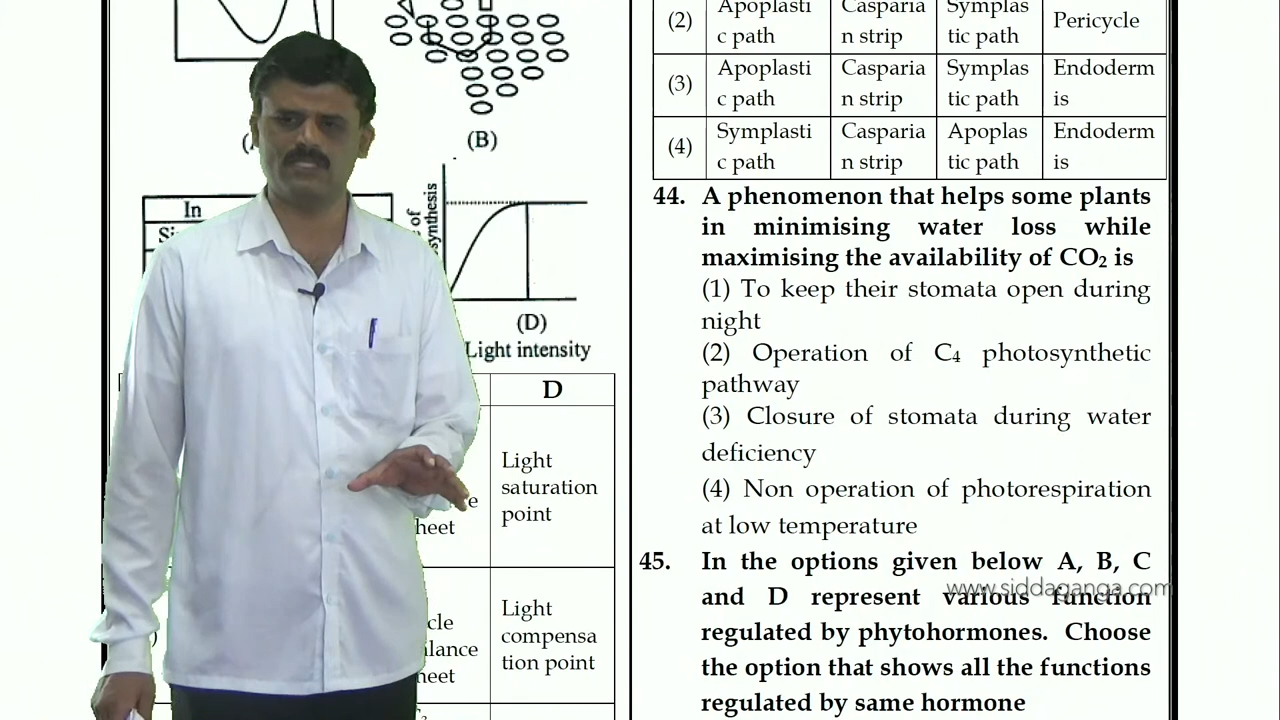 (B)
In
(D)
Light intensity
D
Light
saturation
point
heet
Light
compensa
tion point
heet
(2) Apoplasti Casparia Symplas Pericycle
c path n strip tic path
(3) Apoplasti Casparia Symplas Endoderm
c path n strip tic path is
(4) Symplasti Casparia Apoplas Endoderm
c path n strip tic path is
44. A phenomenon that helps some plants
in minimising water loss while
maximising the availability of CO₂ is
(1) To keep their stomata open during
night
(2) Operation of C₄ photosynthetic
pathway
(3) Closure of stomata during water
deficiency
(4) Non operation of photorespiration
at low temperature
45. In the options given below A, B, C
www.siddaganga.com
and D represent various function
regulated by phytohormones. Choose
the option that shows all the functions
regulated by same hormone